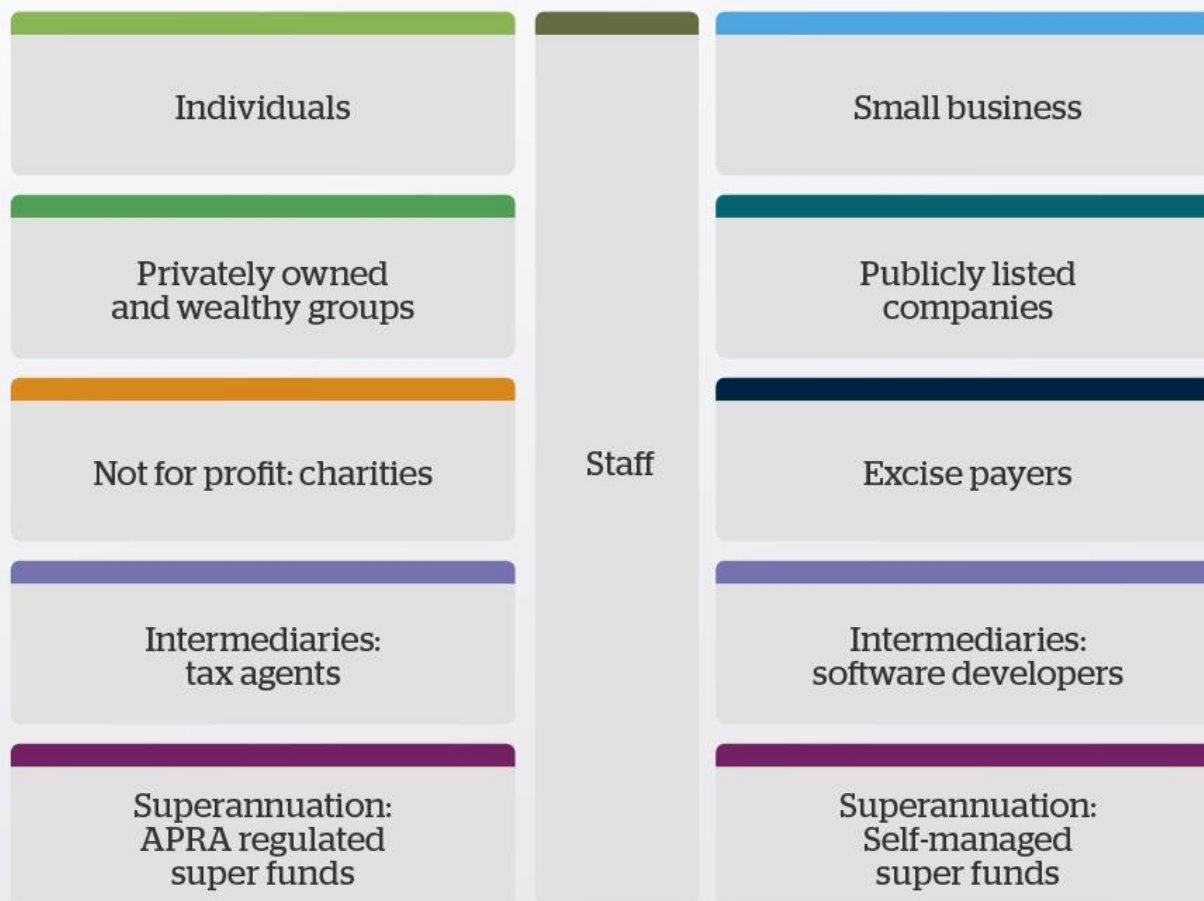 Individuals
Small business
Privately owned
and wealthy groups
Publicly listed
companies
Not for profit: charities
Staff
Excise payers
Intermediaries:
tax agents
Intermediaries:
software developers
Superannuation:
APRA regulated
super funds
Superannuation:
Self-managed
super funds